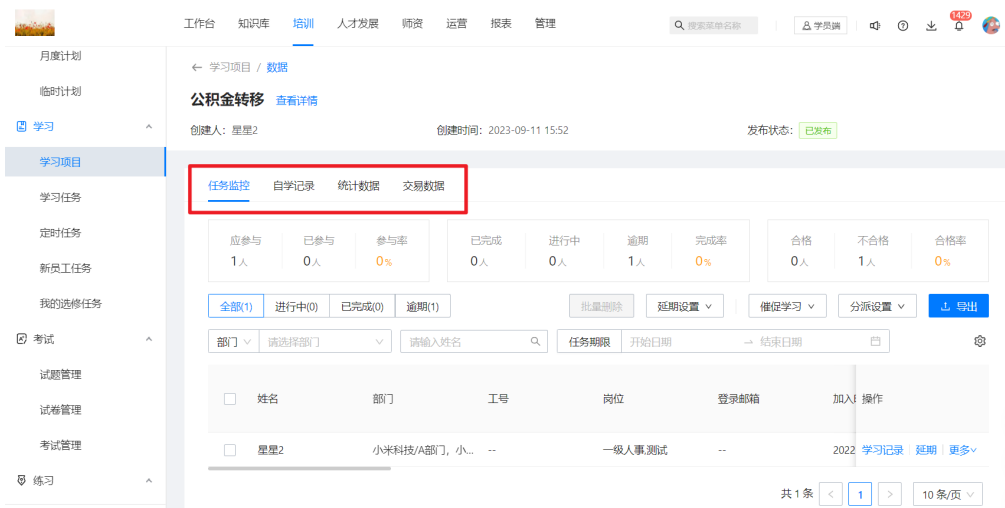 工作台 知识库 培训 人才发展 师资 运营 报表 管理 搜索菜单名称 学员端 1429
月度计划
临时计划
学习
学习项目
学习任务
定时任务
新员工任务
我的选修任务
考试
试题管理
试卷管理
考试管理
练习
← 学习项目 / 数据
公积金转移 查看详情
创建人：星星2 创建时间：2023-09-11 15:52 发布状态：已发布
任务监控 自学记录 统计数据 交易数据
应参与 已参与 参与率 已完成 进行中 逾期 完成率 合格 不合格 合格率
1人 0人 0% 0人 0人 1人 0% 0人 1人 0%
全部(1) 进行中(0) 已完成(0) 逾期(1) 批量删除 延期设置 催促学习 分派设置 导出
部门 请选择部门 请输入姓名 任务期限 开始日期 → 结束日期
姓名 部门 工号 岗位 登录邮箱 加入 操作
星星2 小米科技/A部门，小... -- 一级人事,测试 -- 2022 学习记录 延期 更多
共 1 条 < 1 > 10 条/页